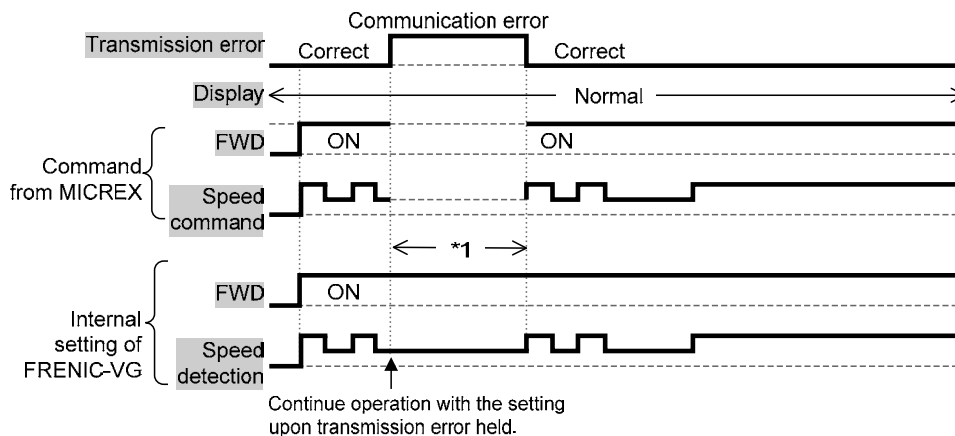 Communication error
Transmission error
Correct
Correct
Display
Normal
FWD
ON
ON
Command
from MICREX
Speed
command
*1
FWD
ON
Internal
setting of
FRENIC-VG
Speed
detection
Continue operation with the setting
upon transmission error held.